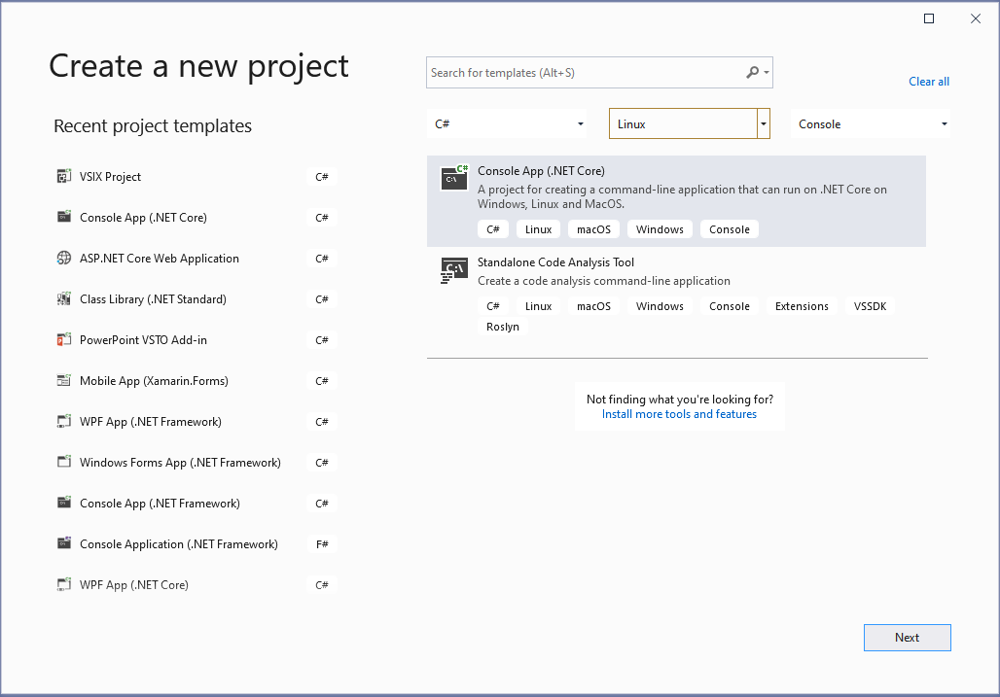 Create a new project
Recent project templates
VSIX Project C#
Console App (.NET Core) C#
ASP.NET Core Web Application C#
Class Library (.NET Standard) C#
PowerPoint VSTO Add-in C#
Mobile App (Xamarin.Forms) C#
WPF App (.NET Framework) C#
Windows Forms App (.NET Framework) C#
Console App (.NET Framework) C#
Console Application (.NET Framework) F#
WPF App (.NET Core) C#
Search for templates (Alt+S)
Clear all
C# Linux Console
Console App (.NET Core)
A project for creating a command-line application that can run on .NET Core on
Windows, Linux and MacOS.
C# Linux macOS Windows Console
Standalone Code Analysis Tool
Create a code analysis command-line application
C# Linux macOS Windows Console Extensions VSSDK
Roslyn
Not finding what you're looking for?
Install more tools and features
Next